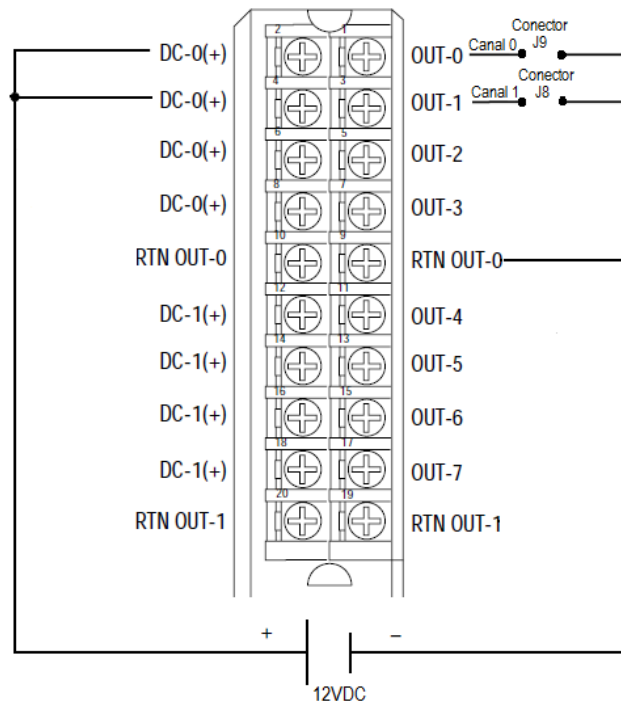 2 1
DC-0(+) OUT-0 Canal 0 Conector J9
4 3
DC-0(+) OUT-1 Canal 1 Conector J8
6 5
DC-0(+) OUT-2
8 7
DC-0(+) OUT-3
10 9
RTN OUT-0 RTN OUT-0
12 11
DC-1(+) OUT-4
14 13
DC-1(+) OUT-5
16 15
DC-1(+) OUT-6
18 17
DC-1(+) OUT-7
20 19
RTN OUT-1 RTN OUT-1
+ −
12VDC